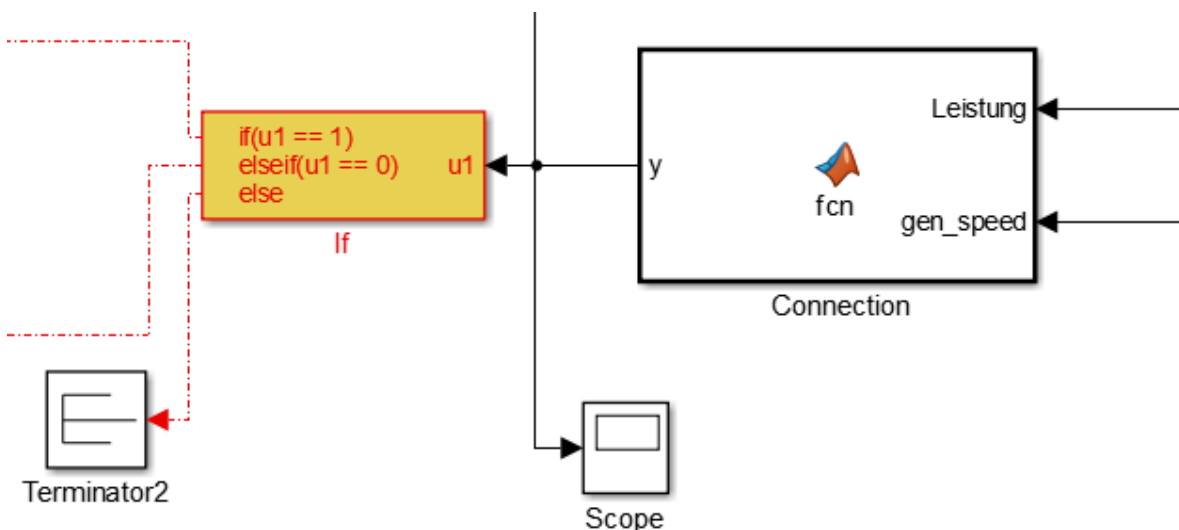 if(u1 == 1)
elseif(u1 == 0)
else
u1
If
y
fcn
Leistung
gen_speed
Connection
Terminator2
Scope